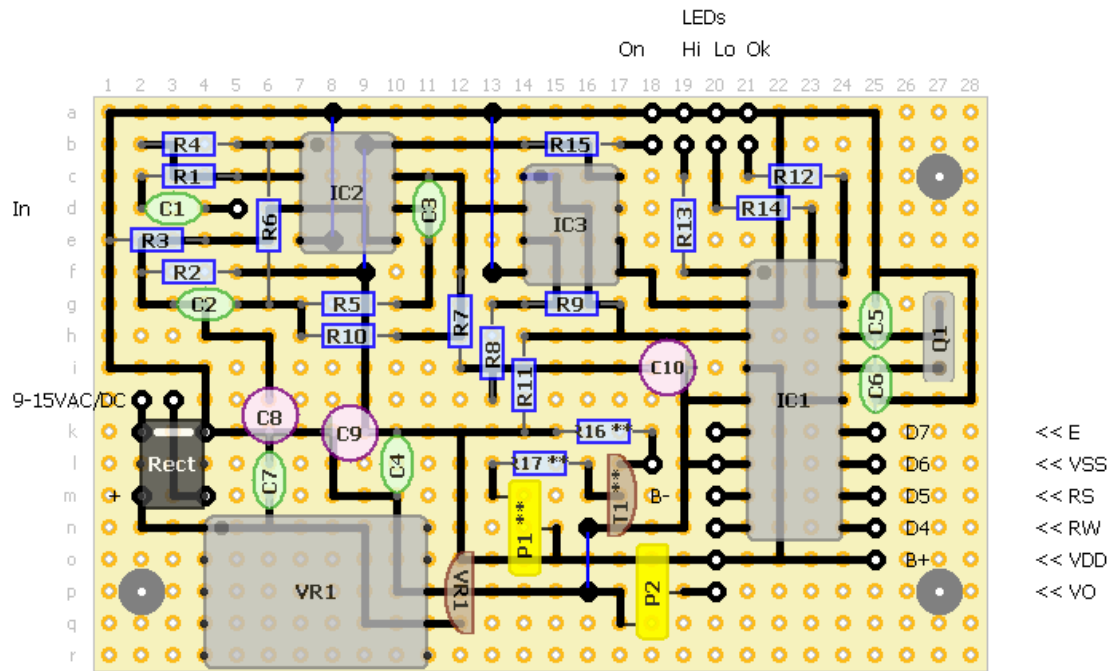 LEDs
On Hi Lo Ok
1 2 3 4 5 6 7 8 9 10 11 12 13 14 15 16 17 18 19 20 21 22 23 24 25 26 27 28
a
b R4 R15
c R1 IC2 R12
In d C1 C3 IC3 R13 R14
e R3 R6
f R2
g C2 R5 R7 R9 C5
h R10 R8 Q1
i R11 C10 C6
9-15VAC/DC C8 IC1
k C9 R16 ** D7 << E
l Rect C7 C4 R17 ** D6 << VSS
m + T1 ** B- D5 << RS
n P1 ** D4 << RW
o B+ << VDD
p VR1 VR1 P2 << VO
q
r